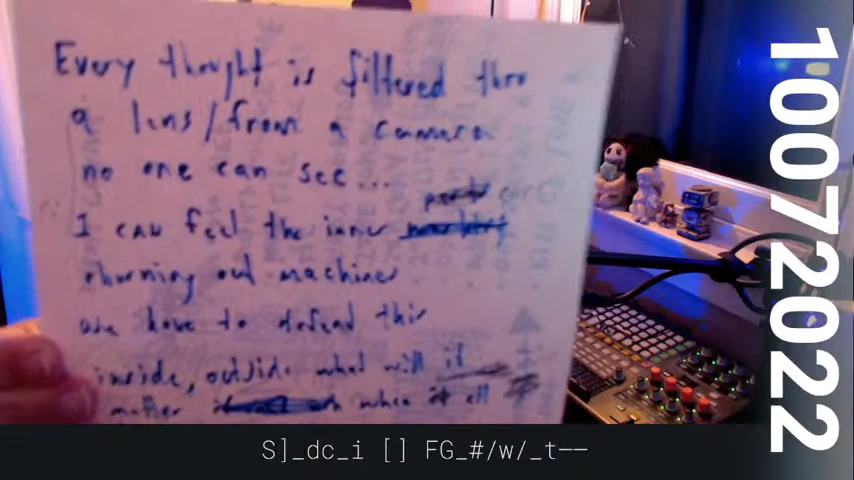 Every thought is filtered thru
a lens/from a camera
no one can see...
I can feel the inner
churning out machines
we have to defend this
inside, outside what will it
matter when it all
S]_dc_i [] FG_#/w/_t——
10072022